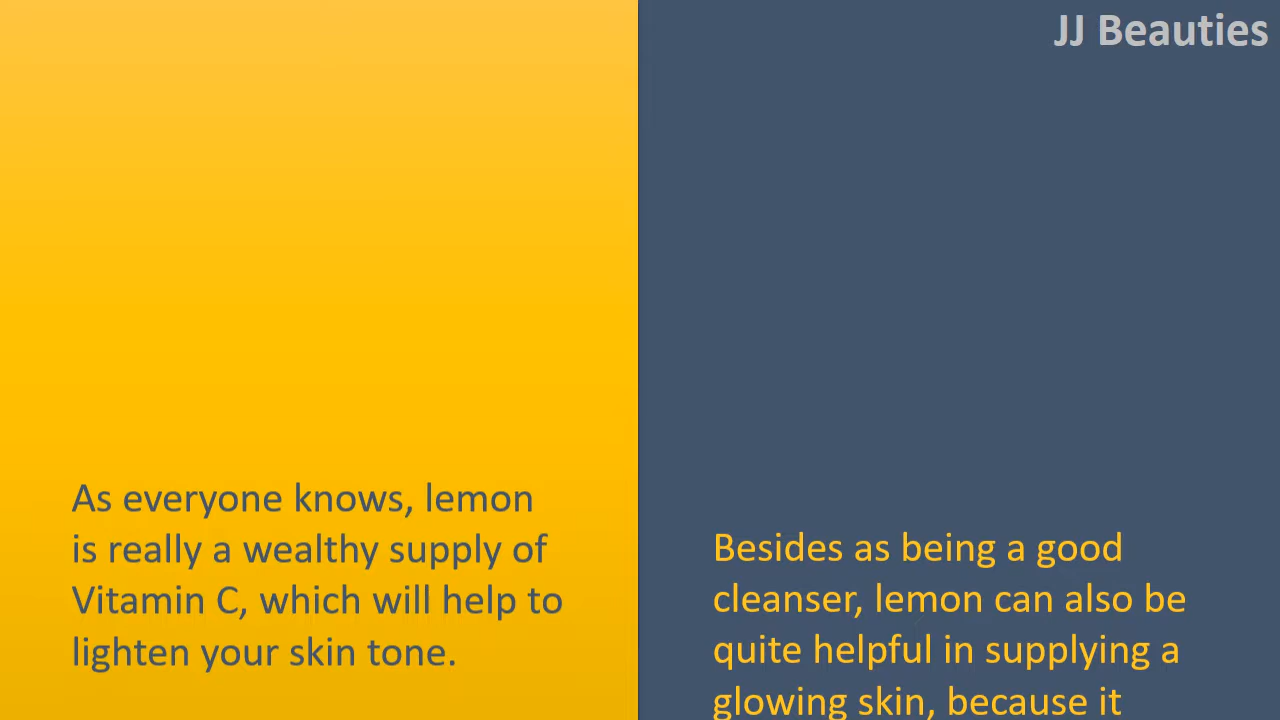 JJ Beauties
As everyone knows, lemon
is really a wealthy supply of
Vitamin C, which will help to
lighten your skin tone.
Besides as being a good
cleanser, lemon can also be
quite helpful in supplying a
glowing skin, because it